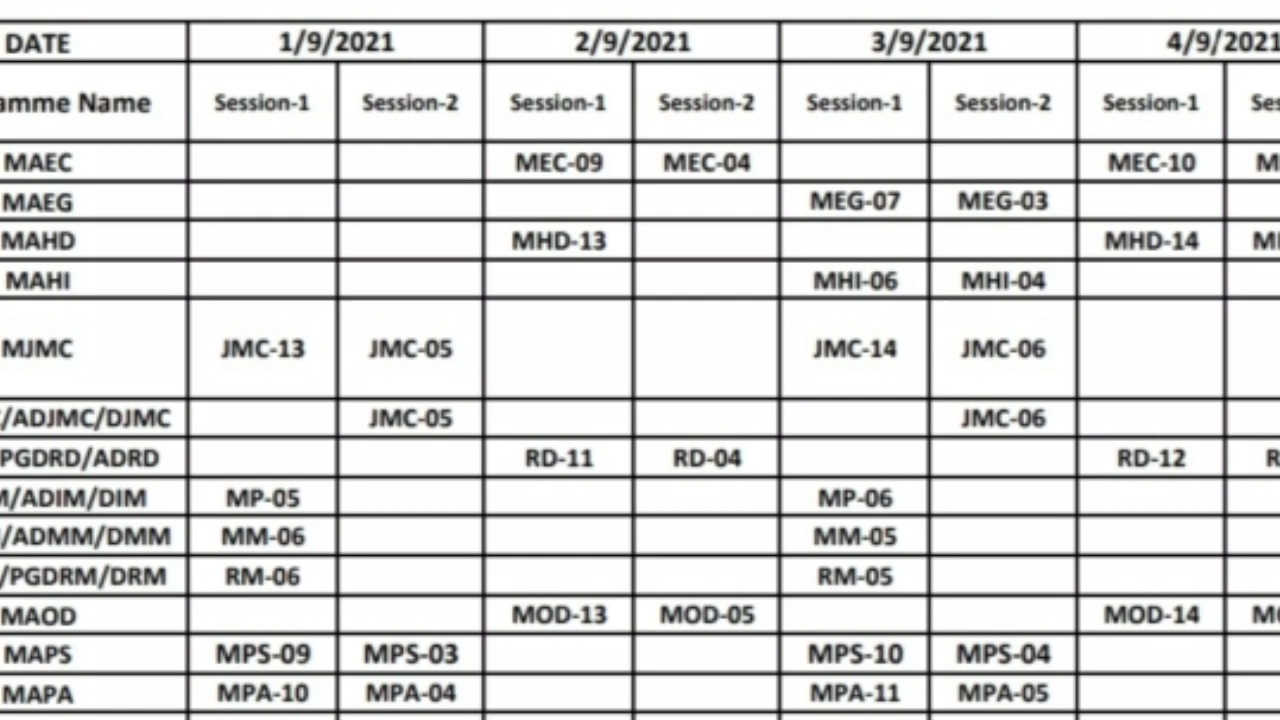 DATE 1/9/2021 2/9/2021 3/9/2021 4/9/2021
Name Session-1 Session-2 Session-1 Session-2 Session-1 Session-2 Session-1
MAEC MEC-09 MEC-04 MEC-10
MAEG MEG-07 MEG-03
MAHD MHD-13 MHD-14
MAHI MHI-06 MHI-04
MJMC JMC-13 JMC-05 JMC-14 JMC-06
/ADJMC/DJMC JMC-05 JMC-06
PGDRD/ADRD RD-11 RD-04 RD-12
/ADIM/DIM MP-05 MP-06
/ADMM/DMM MM-06 MM-05
/PGDRM/DRM RM-06 RM-05
MAOD MOD-13 MOD-05 MOD-14
MAPS MPS-09 MPS-03 MPS-10 MPS-04
MAPA MPA-10 MPA-04 MPA-11 MPA-05